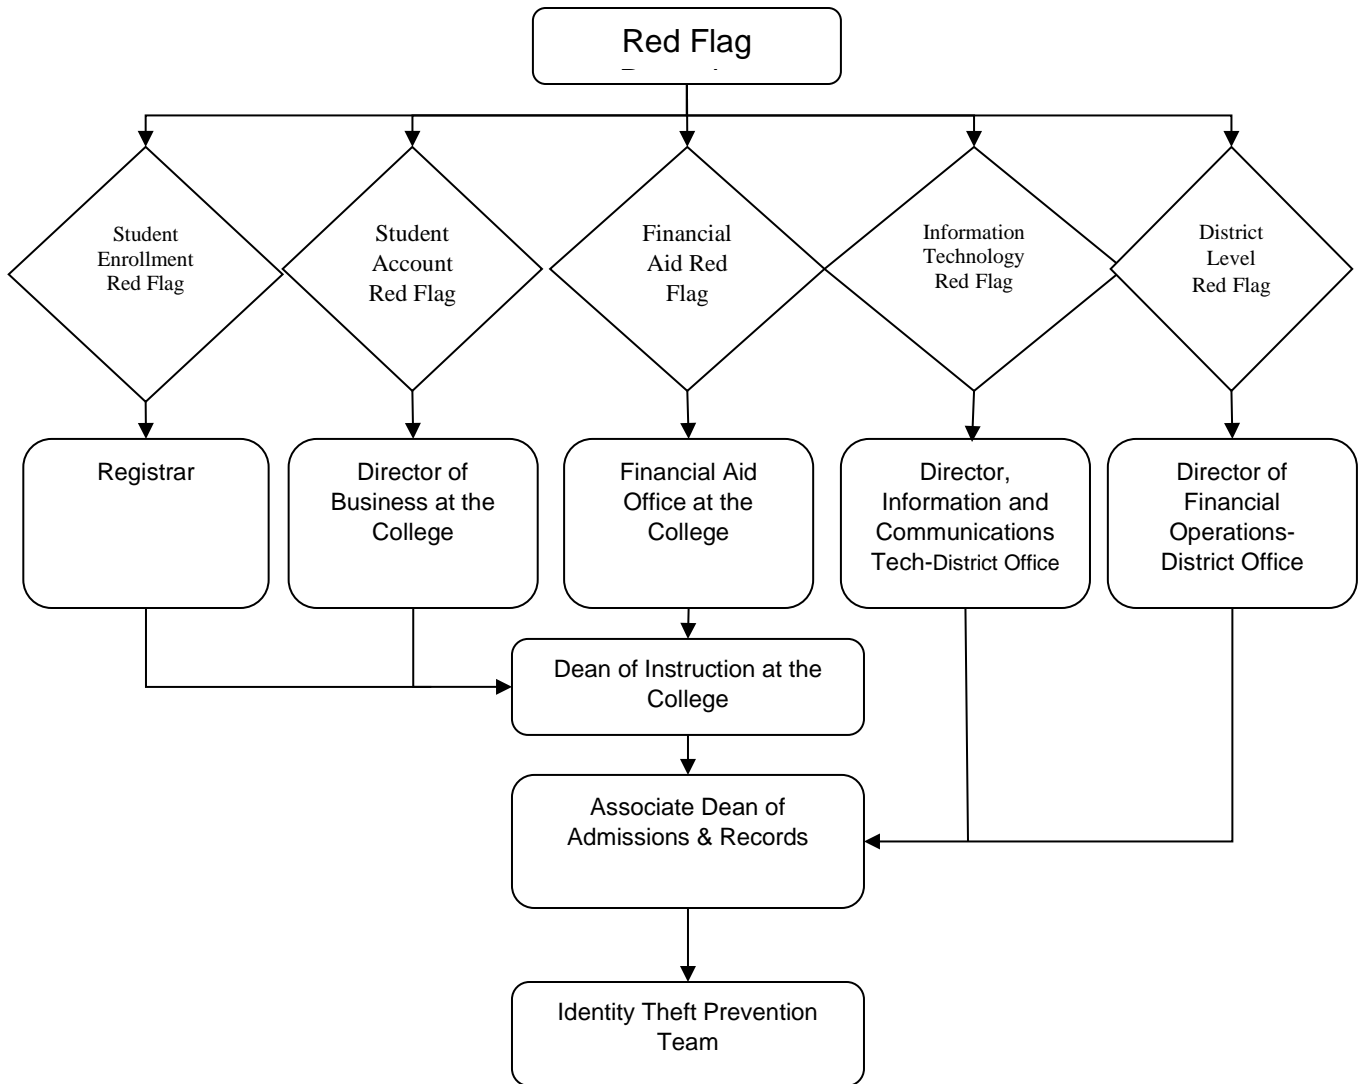 Red Flag
Student
Enrollment
Red Flag
Student
Account
Red Flag
Financial
Aid Red
Flag
Information
Technology
Red Flag
District
Level
Red Flag
Registrar
Director of
Business at the
College
Financial Aid
Office at the
College
Director,
Information and
Communications
Tech-District Office
Director of
Financial
Operations-
District Office
Dean of Instruction at the
College
Associate Dean of
Admissions & Records
Identity Theft Prevention
Team